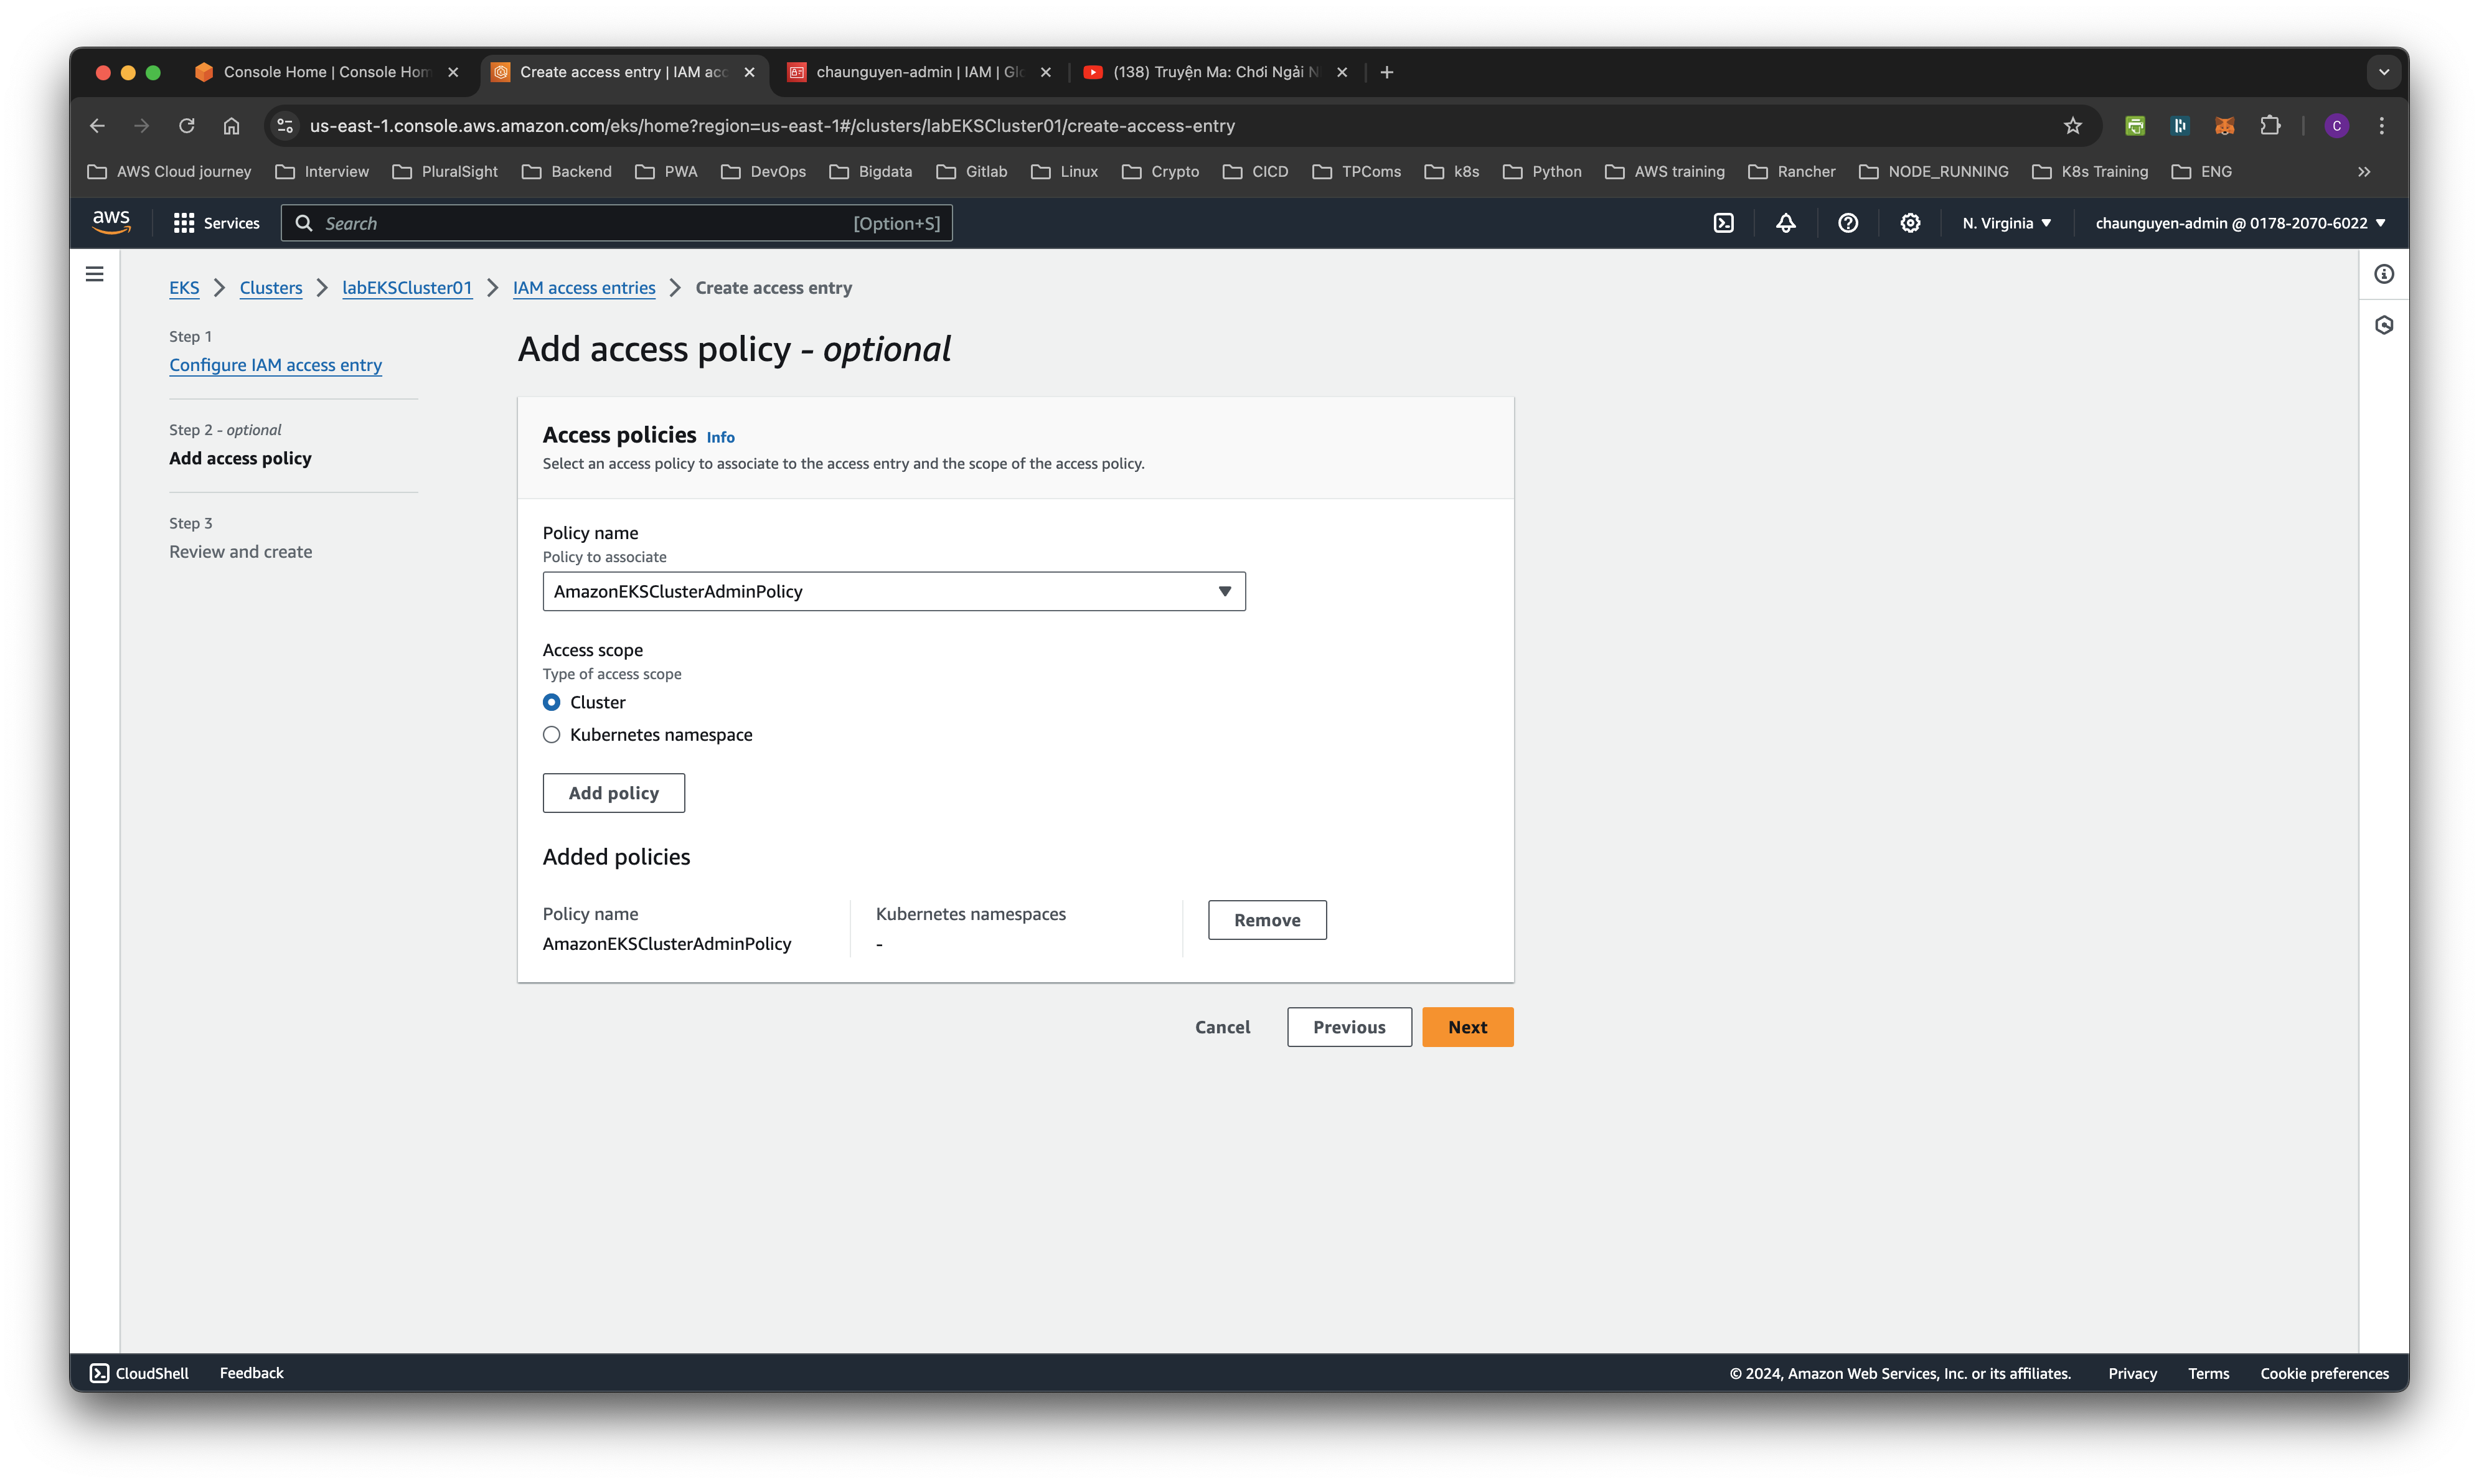 Console Home | Console Hom
Create access entry | IAM acc
chaunguyen-admin | IAM | Glo
(138) Truyện Ma: Chơi Ngải N
us-east-1.console.aws.amazon.com/eks/home?region=us-east-1#/clusters/labEKSCluster01/create-access-entry
C
AWS Cloud journey
Interview
PluralSight
Backend
PWA
DevOps
Bigdata
Gitlab
Linux
Crypto
CICD
TPComs
k8s
Python
AWS training
Rancher
NODE_RUNNING
K8s Training
ENG
aws
Services
Search
[Option+S]
N. Virginia
chaunguyen-admin @ 0178-2070-6022
EKS
Clusters
labEKSCluster01
IAM access entries
Create access entry
Step 1
Configure IAM access entry
Step 2 - optional
Add access policy
Step 3
Review and create
Add access policy - optional
Access policies Info
Select an access policy to associate to the access entry and the scope of the access policy.
Policy name
Policy to associate
AmazonEKSClusterAdminPolicy
Access scope
Type of access scope
Cluster
Kubernetes namespace
Add policy
Added policies
Policy name
AmazonEKSClusterAdminPolicy
Kubernetes namespaces
-
Remove
Cancel
Previous
Next
CloudShell
Feedback
© 2024, Amazon Web Services, Inc. or its affiliates.
Privacy
Terms
Cookie preferences